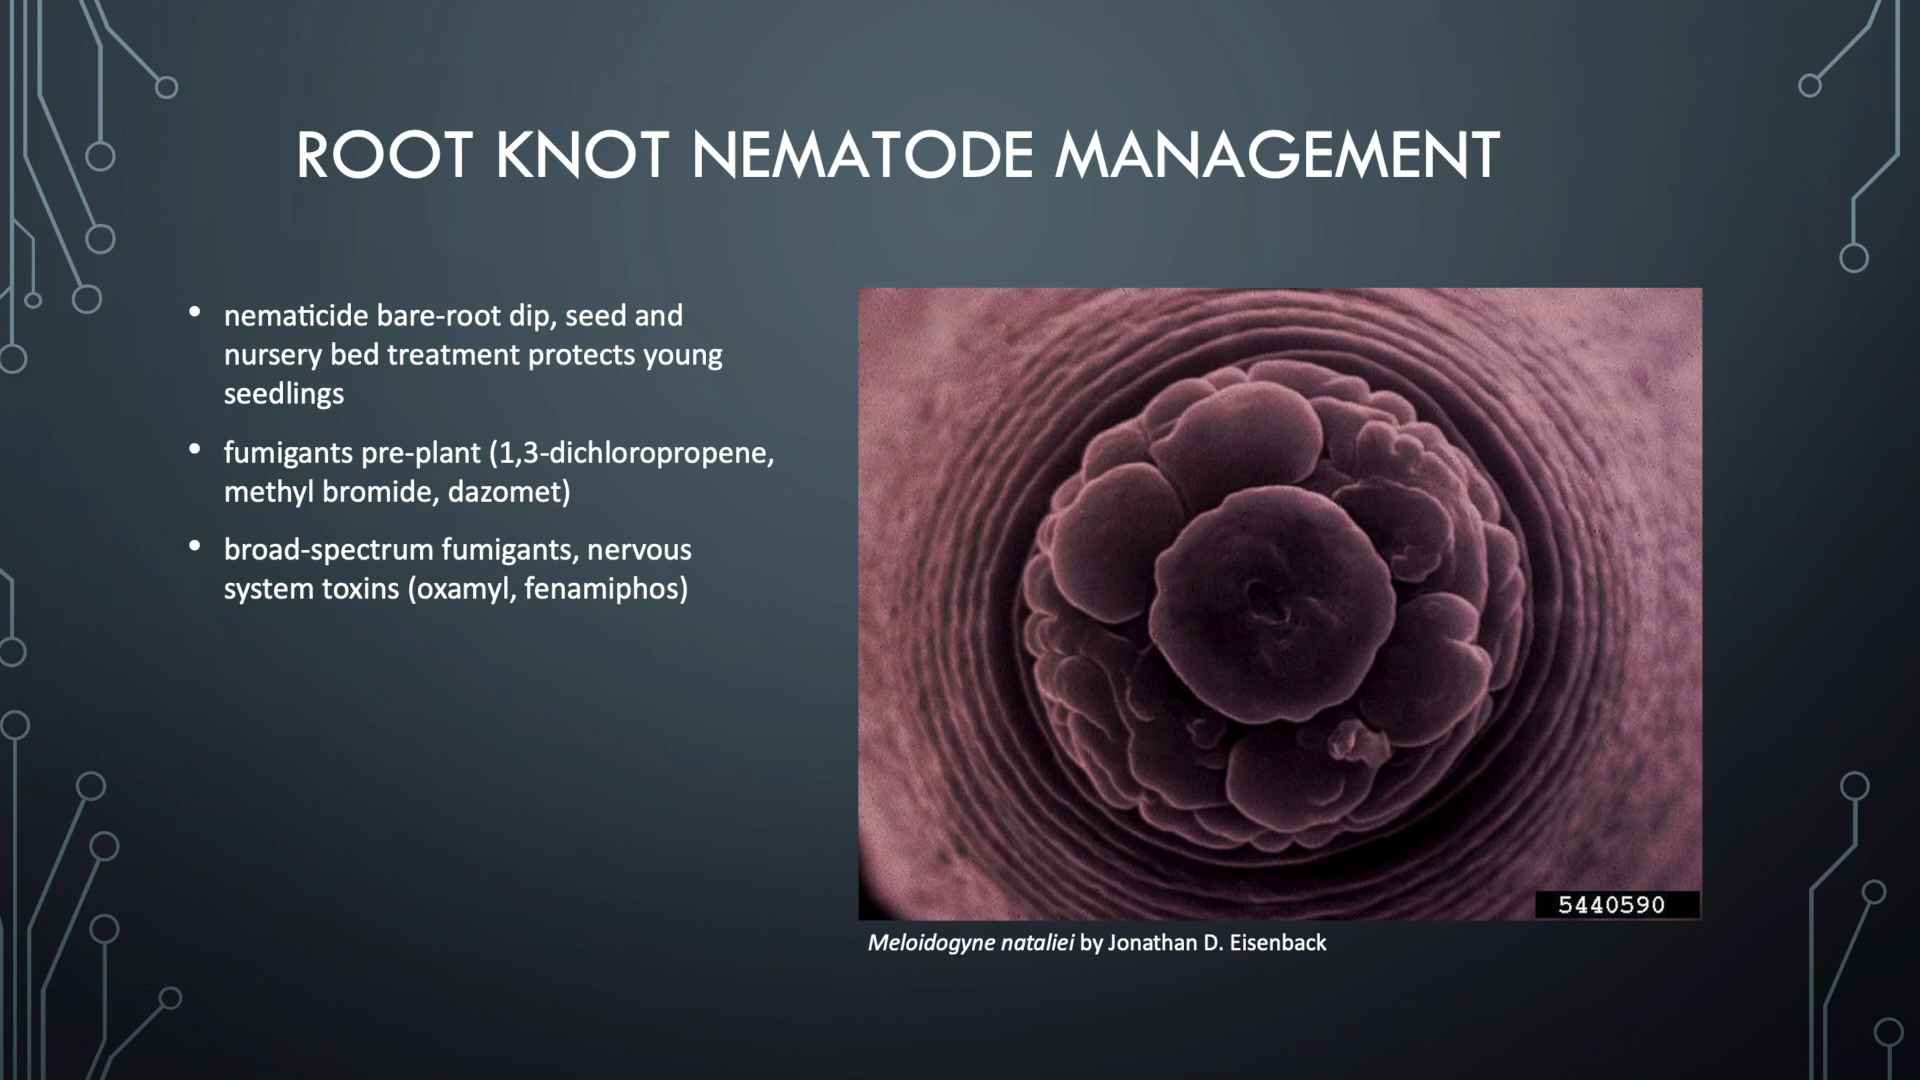 ROOT KNOT NEMATODE MANAGEMENT
• nematicide bare-root dip, seed and
nursery bed treatment protects young
seedlings
• fumigants pre-plant (1,3-dichloropropene,
methyl bromide, dazomet)
• broad-spectrum fumigants, nervous
system toxins (oxamyl, fenamiphos)
5440590
Meloidogyne nataliei by Jonathan D. Eisenback